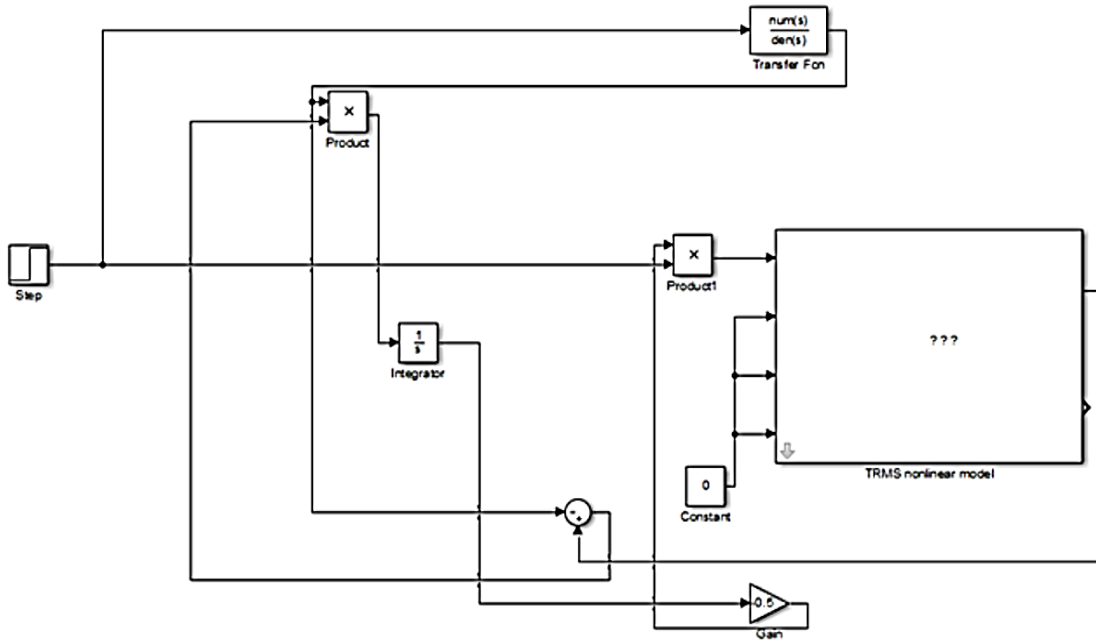 num(s)
den(s)
Transfer Fcn
×
Product
×
Product1
Step
???
1
s
Integrator
TRMS nonlinear model
0
Constant
-0.5
Gain